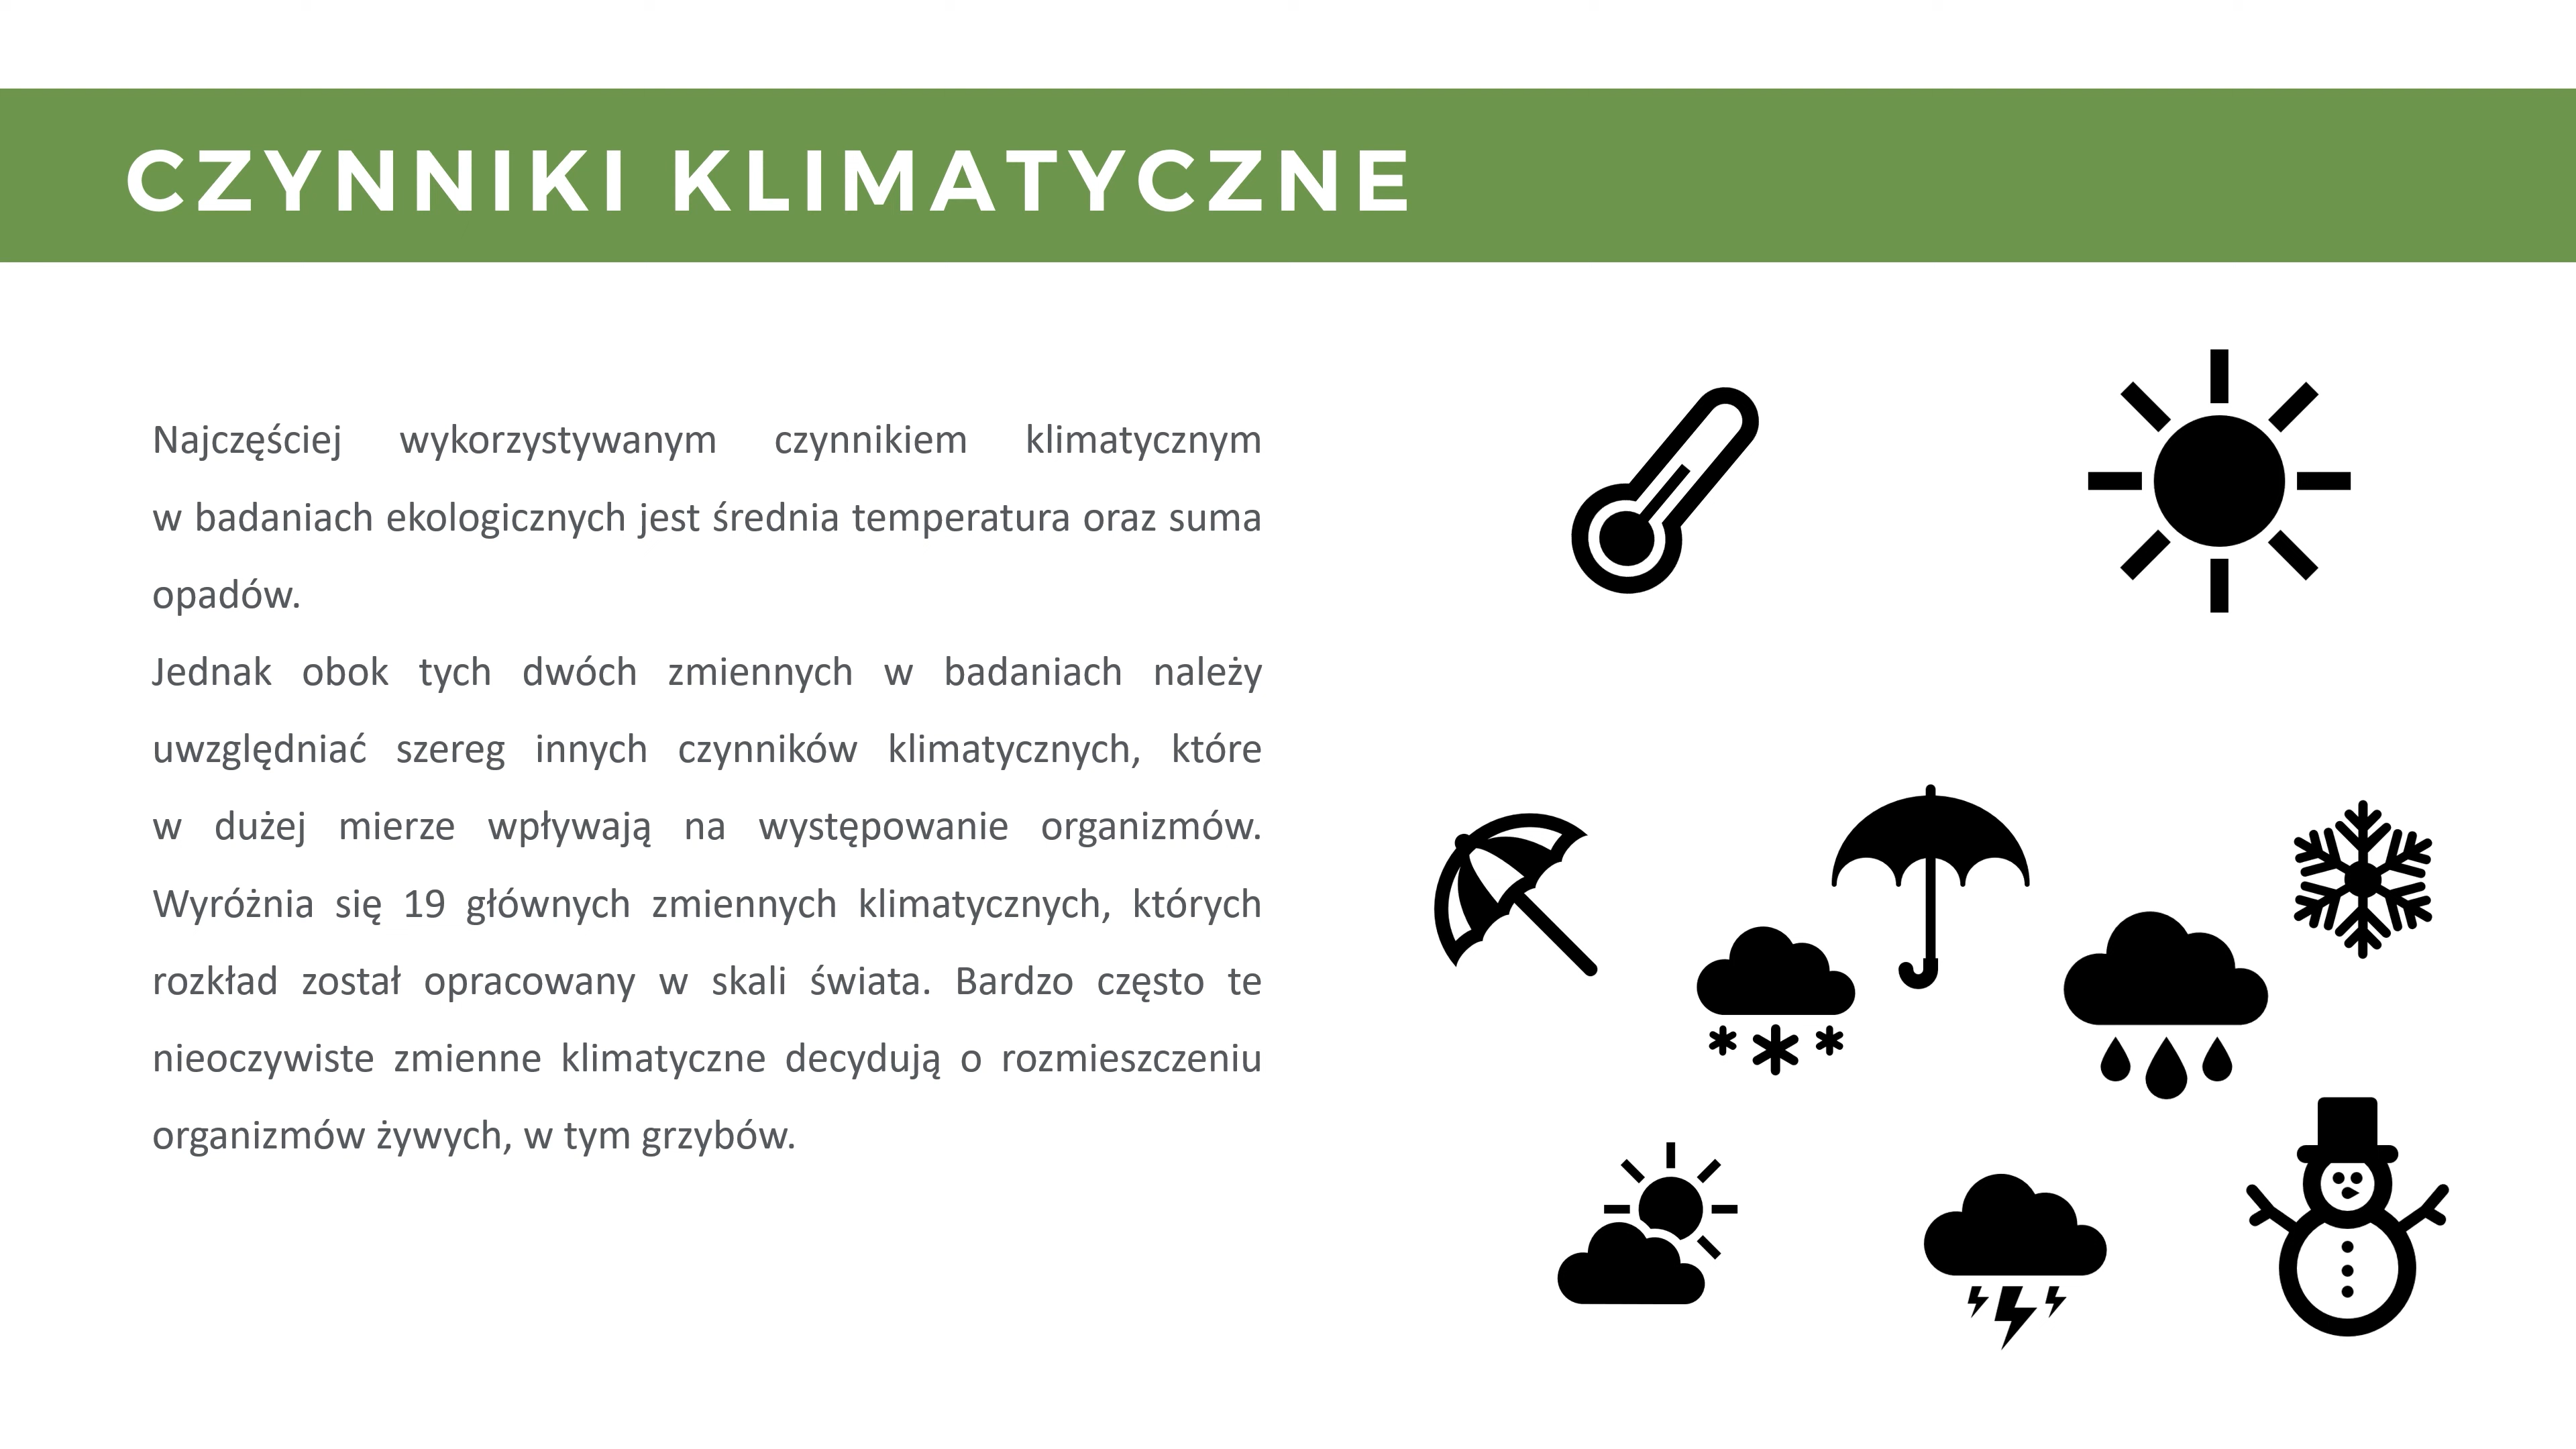 CZYNNIKI KLIMATYCZNE
Najczęściej wykorzystywanym czynnikiem klimatycznym
w badaniach ekologicznych jest średnia temperatura oraz suma
opadów.
Jednak obok tych dwóch zmiennych w badaniach należy
uwzględniać szereg innych czynników klimatycznych, które
w dużej mierze wpływają na występowanie organizmów.
Wyróżnia się 19 głównych zmiennych klimatycznych, których
rozkład został opracowany w skali świata. Bardzo często te
nieoczywiste zmienne klimatyczne decydują o rozmieszczeniu
organizmów żywych, w tym grzybów.